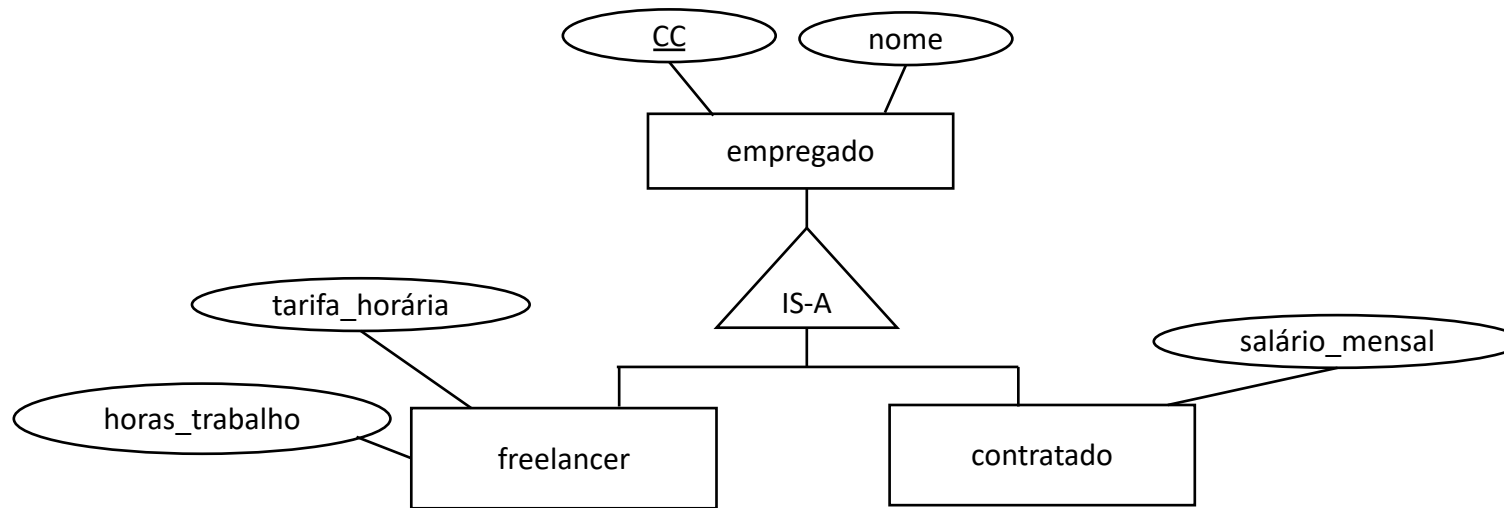 CC
nome
empregado
IS-A
tarifa_horária
salário_mensal
horas_trabalho
freelancer
contratado